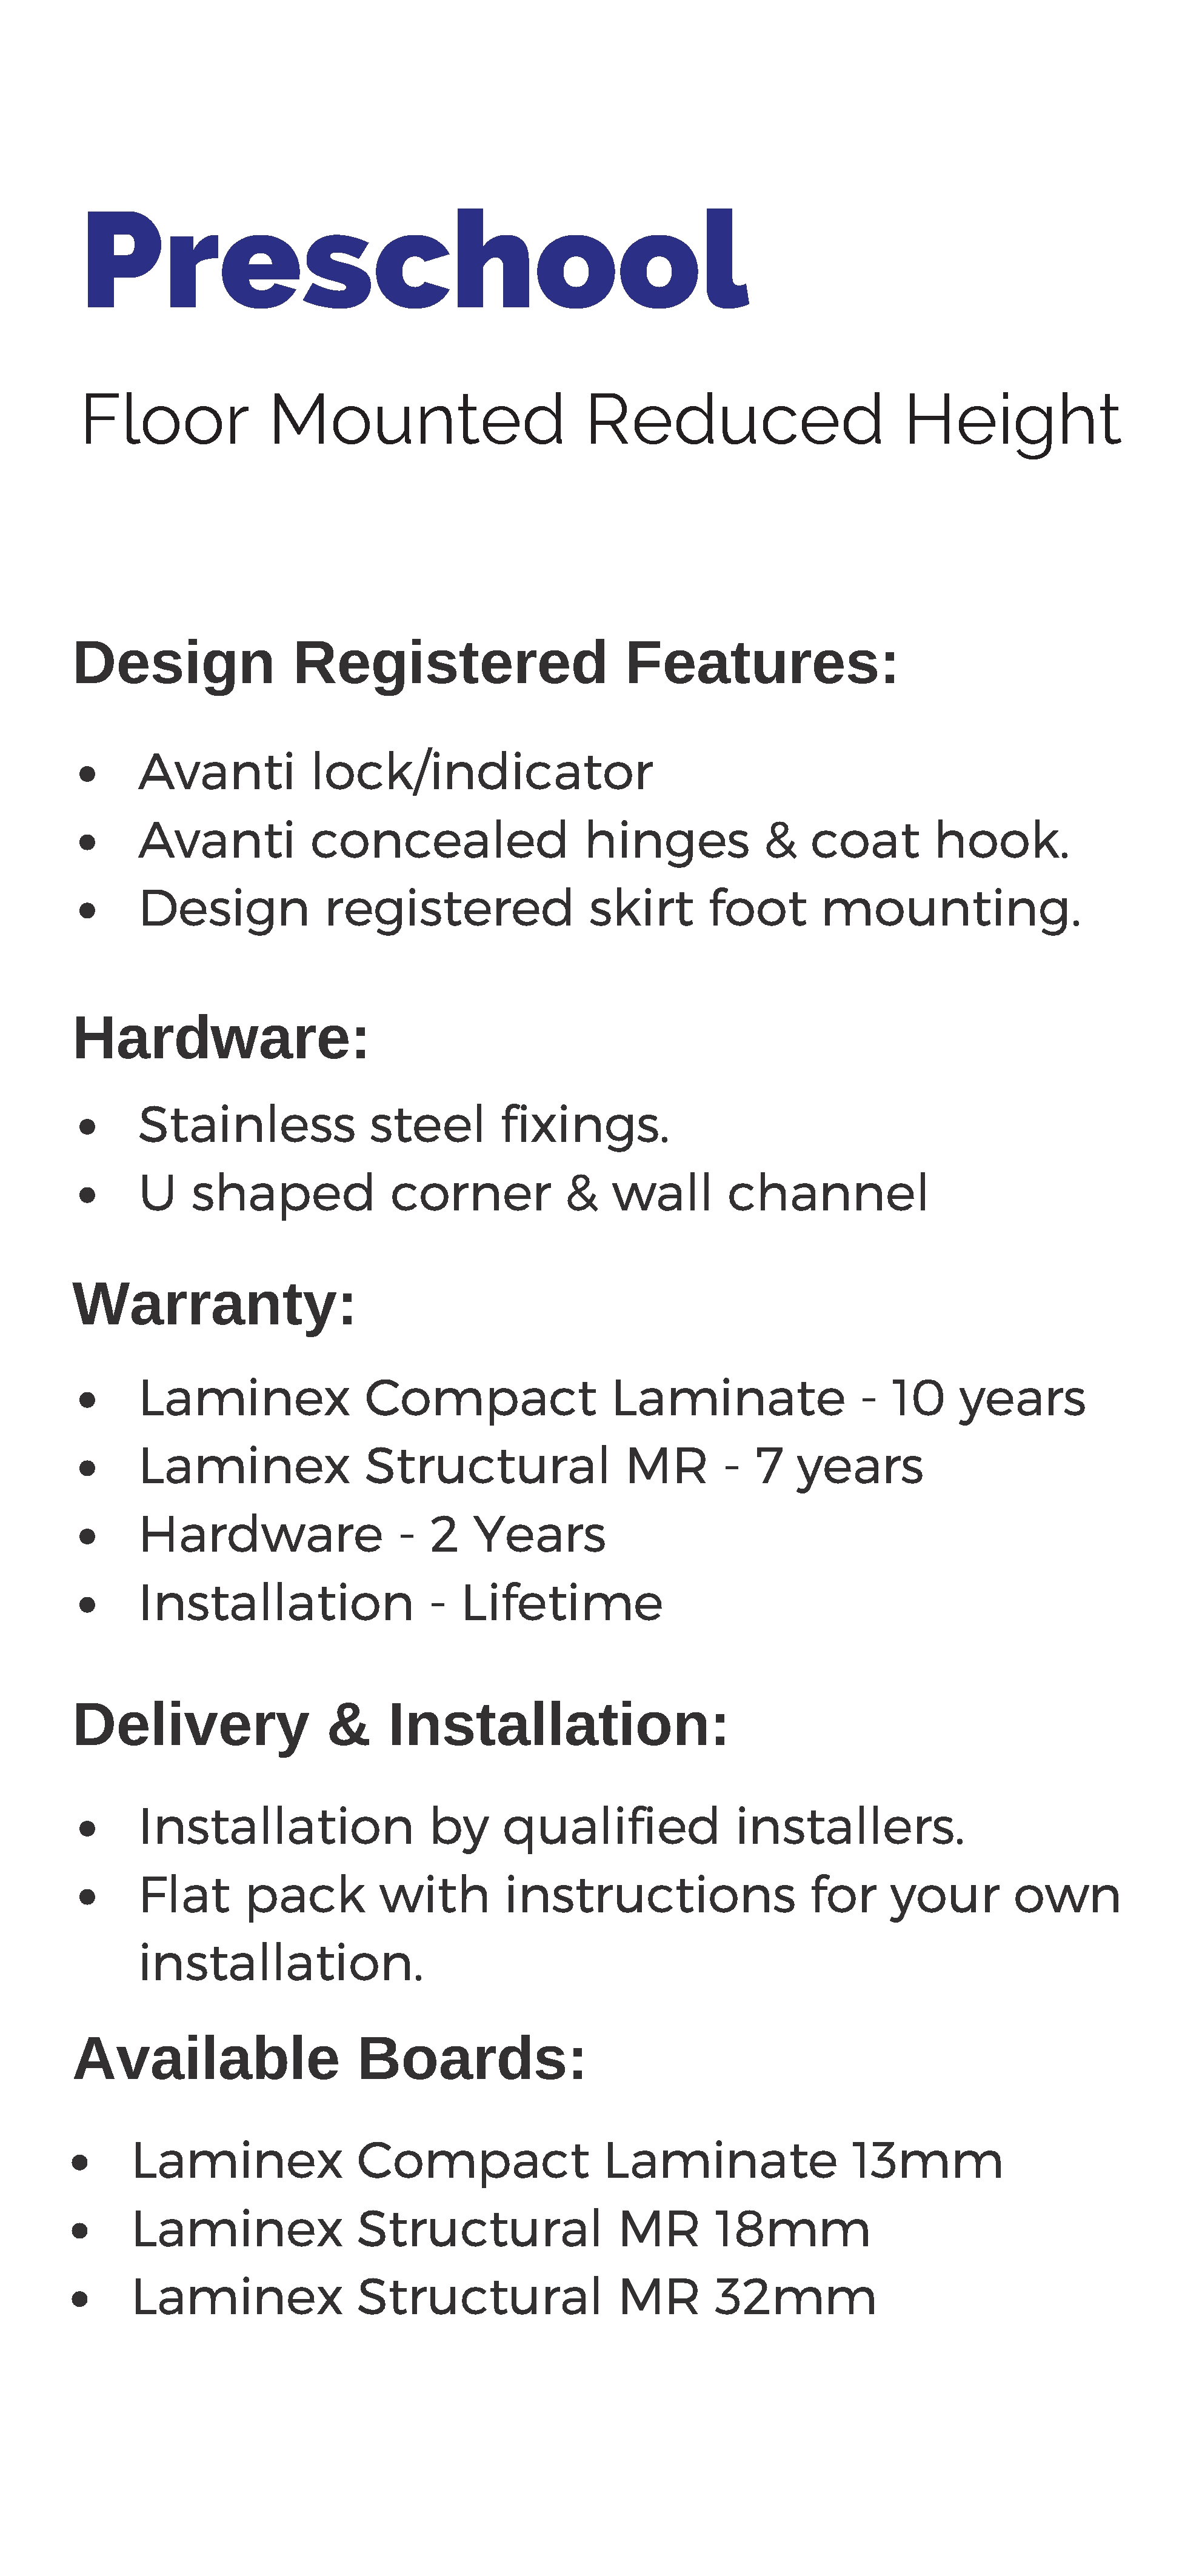 Preschool
Floor Mounted Reduced Height
Design Registered Features:
• Avanti lock/indicator
• Avanti concealed hinges & coat hook.
• Design registered skirt foot mounting.
Hardware:
• Stainless steel fixings.
• U shaped corner & wall channel
Warranty:
• Laminex Compact Laminate - 10 years
• Laminex Structural MR - 7 years
• Hardware - 2 Years
• Installation - Lifetime
Delivery & Installation:
• Installation by qualified installers.
• Flat pack with instructions for your own
installation.
Available Boards:
• Laminex Compact Laminate 13mm
• Laminex Structural MR 18mm
• Laminex Structural MR 32mm